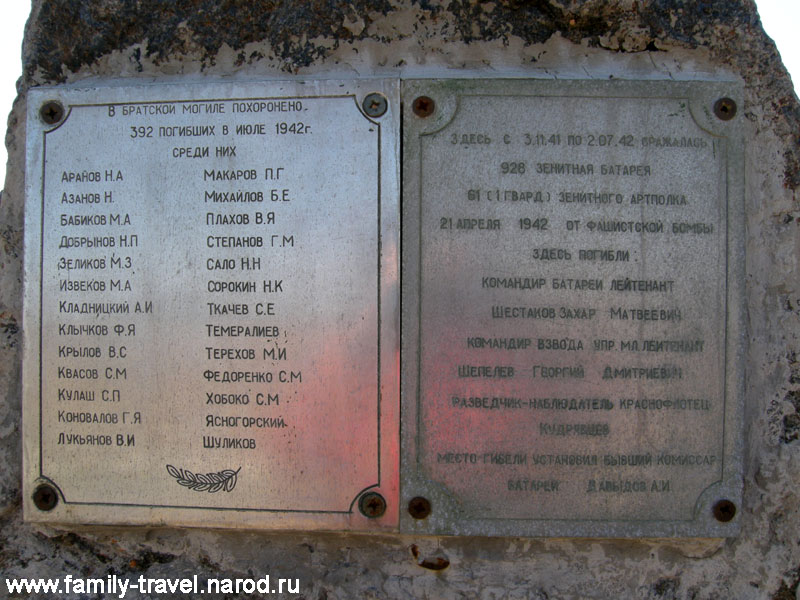 В БРАТСКОЙ МОГИЛЕ ПОХОРОНЕНО
392 ПОГИБШИХ В ИЮЛЕ 1942г.
СРЕДИ НИХ
АРАПОВ Н.А
АЗАНОВ Н.
БАБИКОВ М.А
ДОБРЫНОВ Н.П
ЗЕЛИКОВ М.З
ИЗВЕКОВ М.А
КЛАДНИЦКИЙ А.И
КЛЫЧКОВ Ф.Я
КРЫЛОВ В.С
КВАСОВ С.М
КУЛАШ С.П
КОНОВАЛОВ Г.Я
ЛУКЬЯНОВ В.И
МАКАРОВ П.Г
МИХАЙЛОВ Б.Е
ПЛАХОВ В.Я
СТЕПАНОВ Г.М
САЛО Н.Н
СОРОКИН Н.К
ТКАЧЕВ С.Е
ТЕМЕРАЛИЕВ
ТЕРЕХОВ М.И
ФЕДОРЕНКО С.М
ХОБОКО С.М
ЯСНОГОРСКИЙ
ШУЛИКОВ
ЗДЕСЬ С 3.11.41 ПО 2.07.42 СРАЖАЛАСЬ
928 ЗЕНИТНАЯ БАТАРЕЯ
61 (1 ГВАРД) ЗЕНИТНОГО АРТПОЛКА
21 АПРЕЛЯ 1942 ОТ ФАШИСТСКОЙ БОМБЫ
ЗДЕСЬ ПОГИБЛИ:
КОМАНДИР БАТАРЕИ ЛЕЙТЕНАНТ
ШЕСТАКОВ ЗАХАР МАТВЕЕВИЧ
КОМАНДИР ВЗВОДА УПР. МЛ. ЛЕЙТЕНАНТ
ШЕПЕЛЕВ ГЕОРГИЙ ДМИТРИЕВИЧ
РАЗВЕДЧИК-НАБЛЮДАТЕЛЬ КРАСНОФЛОТЕЦ
КУДРЯВЦЕВ
МЕСТО ГИБЕЛИ УСТАНОВИЛ БЫВШИЙ КОМИССАР
БАТАРЕИ ДАВЫДОВ А.И
www.family-travel.narod.ru